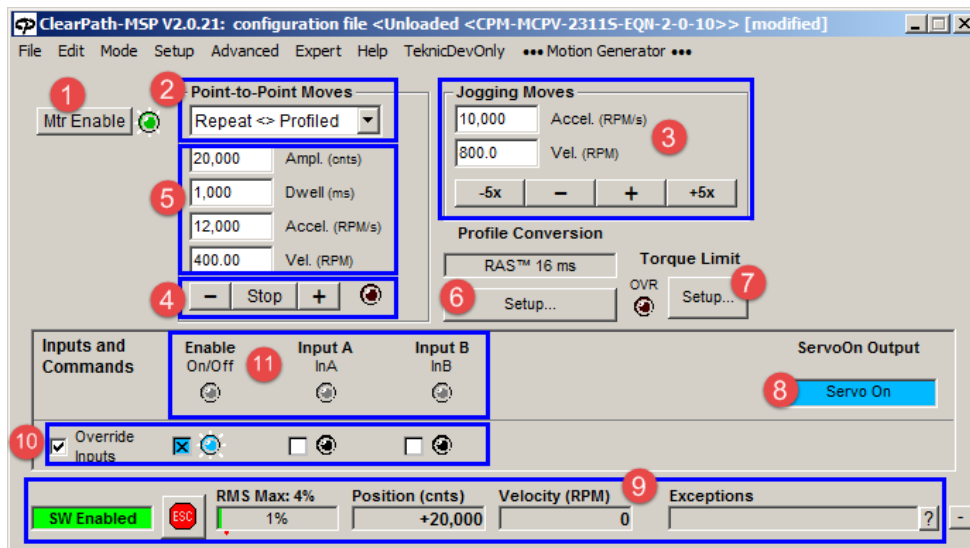 ClearPath-MSP V2.0.21: configuration file <Unloaded <CPM-MCPV-2311S-EQN-2-0-10>> [modified]
File Edit Mode Setup Advanced Expert Help TeknicDevOnly ••• Motion Generator •••
1
Mtr Enable
2
Point-to-Point Moves
Repeat <> Profiled
5
20,000 Ampl. (cnts)
1,000 Dwell (ms)
12,000 Accel. (RPM/s)
400.00 Vel. (RPM)
4
− Stop +
Jogging Moves
10,000 Accel. (RPM/s)
800.0 Vel. (RPM)
3
-5x − + +5x
Profile Conversion
RAS™ 16 ms
6
Setup...
Torque Limit
OVR
Setup...
7
Inputs and
Commands
Enable
On/Off
11
Input A
InA
Input B
InB
ServoOn Output
8
Servo On
10
Override
Inputs
SW Enabled
ESC
RMS Max: 4%
1%
Position (cnts)
+20,000
Velocity (RPM)
0
9
Exceptions
?
-